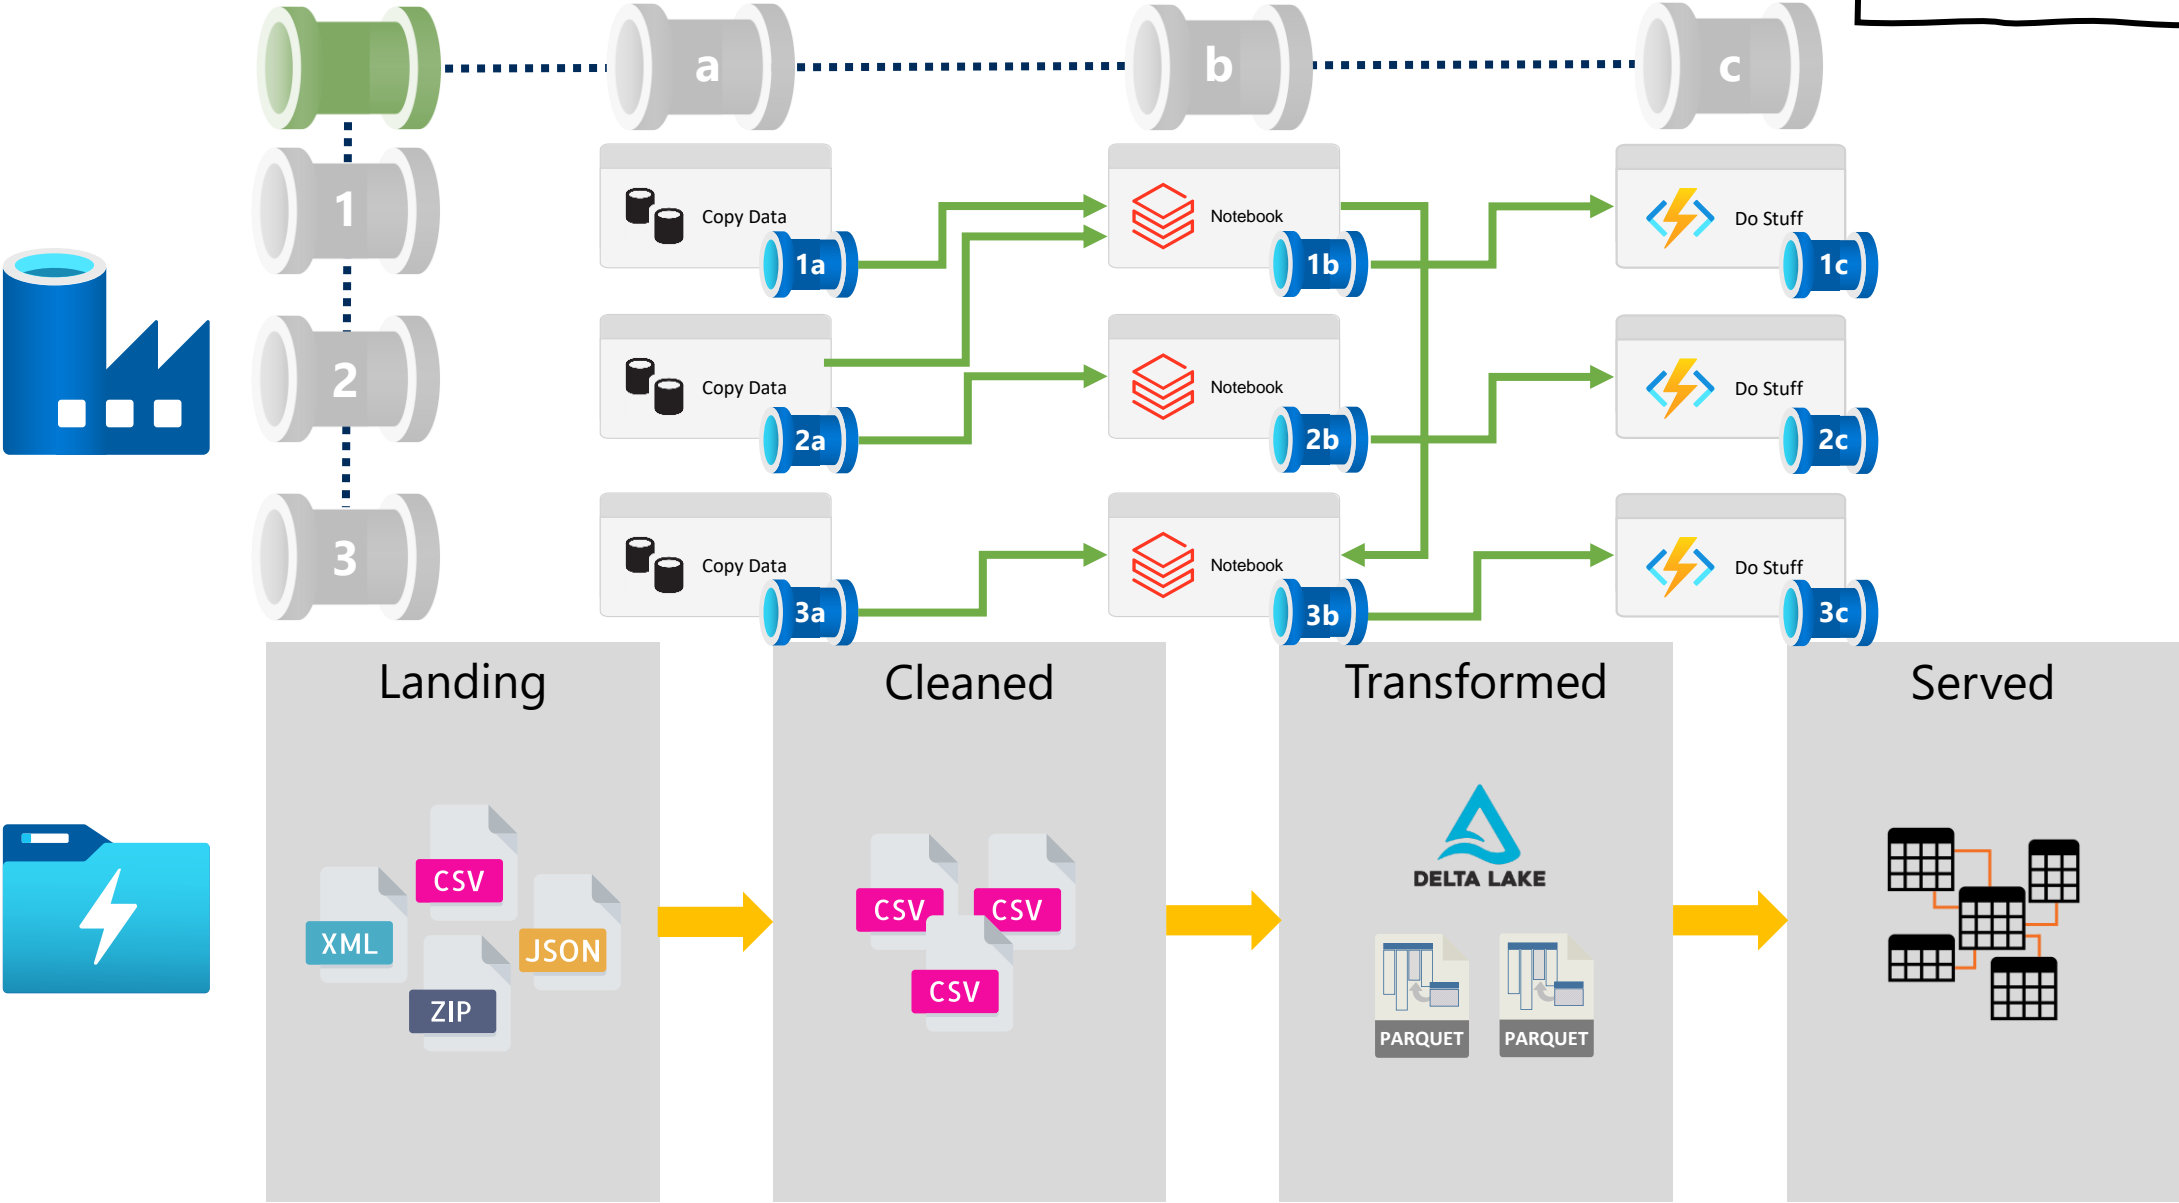 a
b
c
1
Copy Data
1a
Notebook
1b
Do Stuff
1c
2
Copy Data
2a
Notebook
2b
Do Stuff
2c
3
Copy Data
3a
Notebook
3b
Do Stuff
3c
Landing
Cleaned
Transformed
Served
CSV
XML
JSON
ZIP
CSV
CSV
CSV
DELTA LAKE
PARQUET
PARQUET